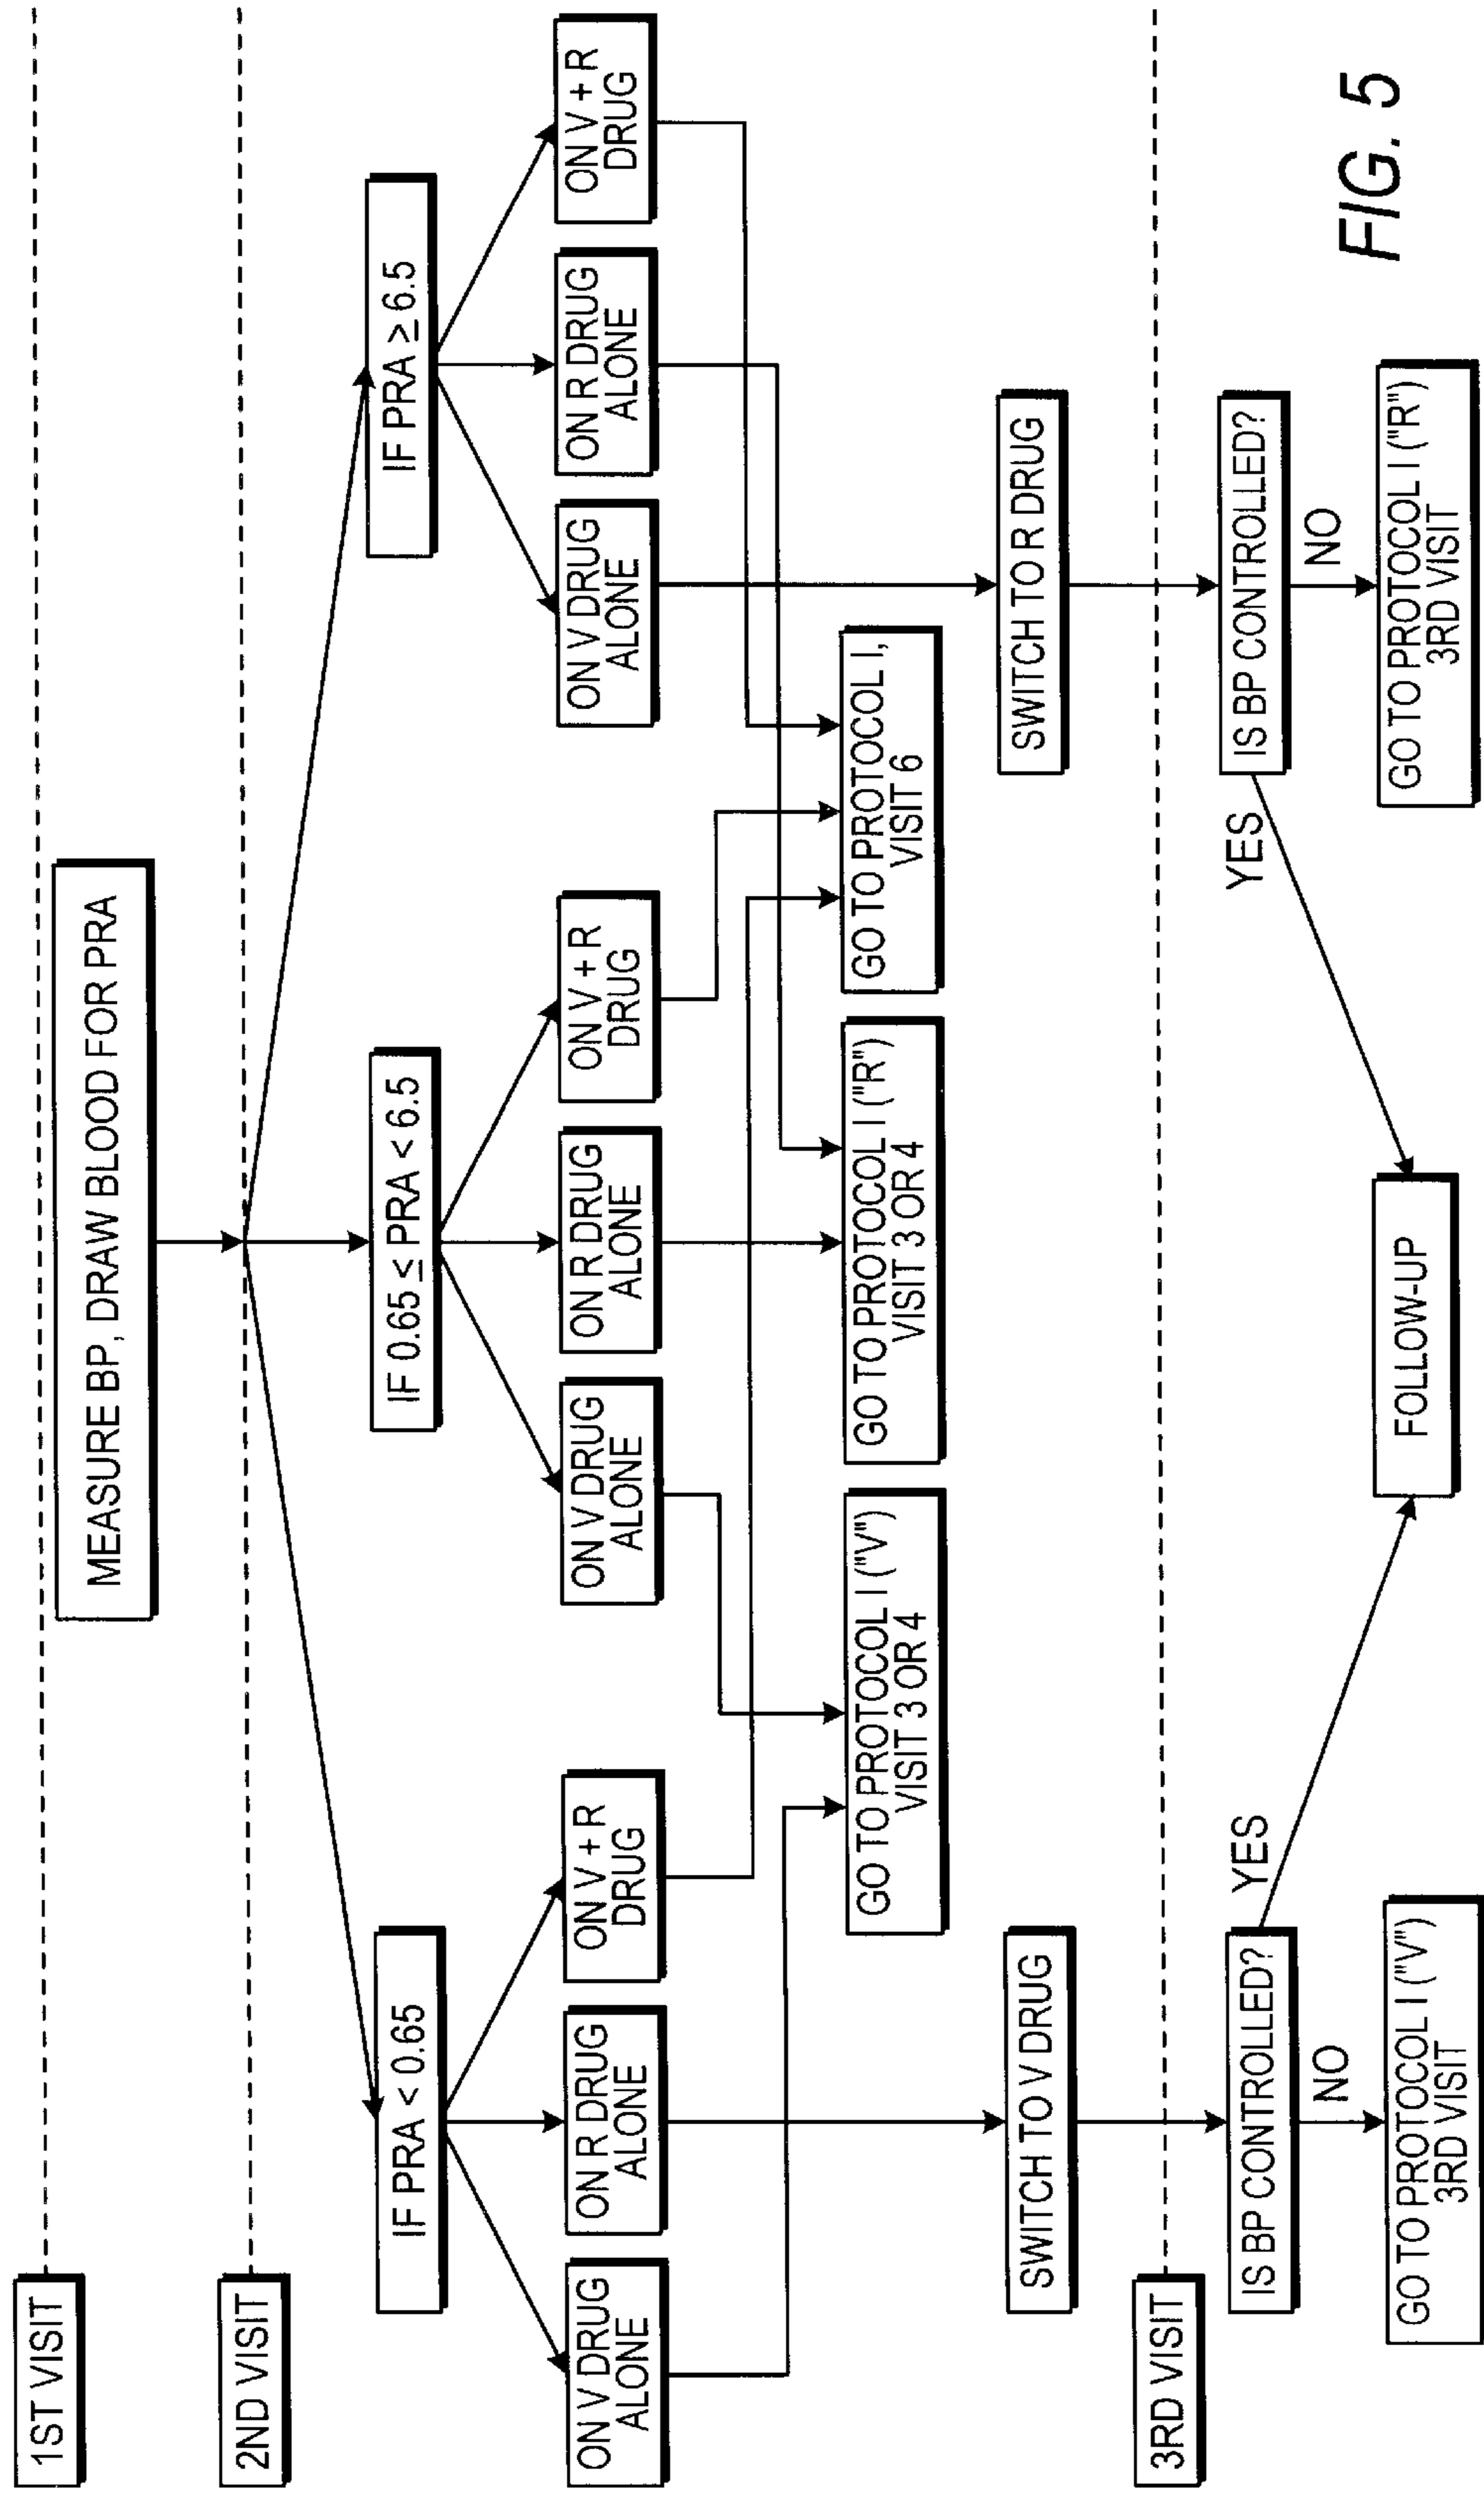 1ST VISIT
MEASURE BP, DRAW BLOOD FOR PRA
2ND VISIT
IF PRA < 0.65
IF 0.65 ≤ PRA < 6.5
IF PRA ≥ 6.5
ON V DRUG
ALONE
ON R DRUG
ALONE
ON V + R
DRUG
ON V DRUG
ALONE
ON R DRUG
ALONE
ON V + R
DRUG
ON V DRUG
ALONE
ON R DRUG
ALONE
ON V + R
DRUG
GO TO PROTOCOL I ("V")
VISIT 3 OR 4
GO TO PROTOCOL I ("R")
VISIT 3 OR 4
GO TO PROTOCOL I,
VISIT 6
SWITCH TO V DRUG
SWITCH TO R DRUG
3RD VISIT
IS BP CONTROLLED?
YES
YES
IS BP CONTROLLED?
NO
NO
GO TO PROTOCOL I ("V")
3RD VISIT
FOLLOW-UP
GO TO PROTOCOL I ("R")
3RD VISIT
FIG. 5